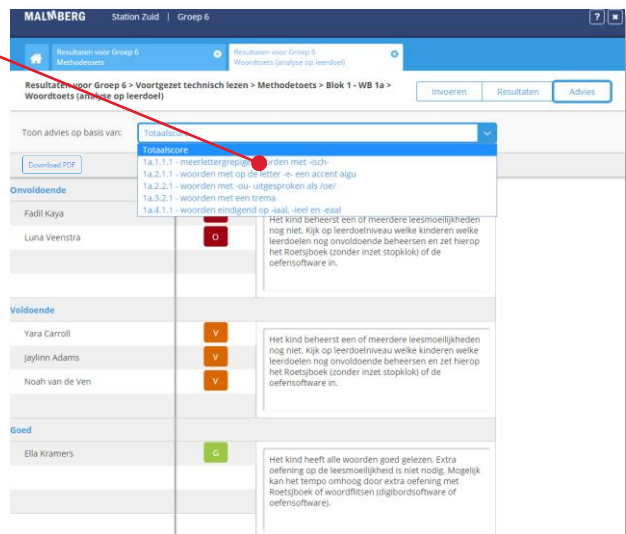 MALMBERG Station Zuid | Groep 6 ?
Resultaten voor Groep 6
Methodetoets
Resultaten voor Groep 6
Woordtoets (analyse op leerdoel)
Resultaten voor Groep 6 > Voortgezet technisch lezen > Methodetoets > Blok 1 - WB 1a >
Woordtoets (analyse op leerdoel)
Invoeren Resultaten Advies
Toon advies op basis van: Totaalscore
Totaalscore
1a.1.1.1 - meerlettergrepige woorden met -isch-
1a.2.1.1 - woorden met op de letter -e- een accent aigu
1a.2.2.1 - woorden met -ou- uitgesproken als /oe/
1a.3.2.1 - woorden met een trema
1a.4.1.1 - woorden eindigend op -iaal, -ieel en -eaal
Download PDF
Onvoldoende
Fadil Kaya
Luna Veenstra O
Het kind beheerst een of meerdere leesmoeilijkheden
nog niet. Kijk op leerdoelniveau welke kinderen welke
leerdoelen nog onvoldoende beheersen en zet hierop
het Roetsjboek (zonder inzet stopklok) of de
oefensoftware in.
Voldoende
Yara Carroll V
Jaylinn Adams V
Noah van de Ven V
Het kind beheerst een of meerdere leesmoeilijkheden
nog niet. Kijk op leerdoelniveau welke kinderen welke
leerdoelen nog onvoldoende beheersen en zet hierop
het Roetsjboek (zonder inzet stopklok) of de
oefensoftware in.
Goed
Ella Kramers G
Het kind heeft alle woorden goed gelezen. Extra
oefening op de leesmoeilijkheid is niet nodig. Mogelijk
kan het tempo omhoog door extra oefening met
Roetsjboek of woordflitsen (digibordsoftware of
oefensoftware).